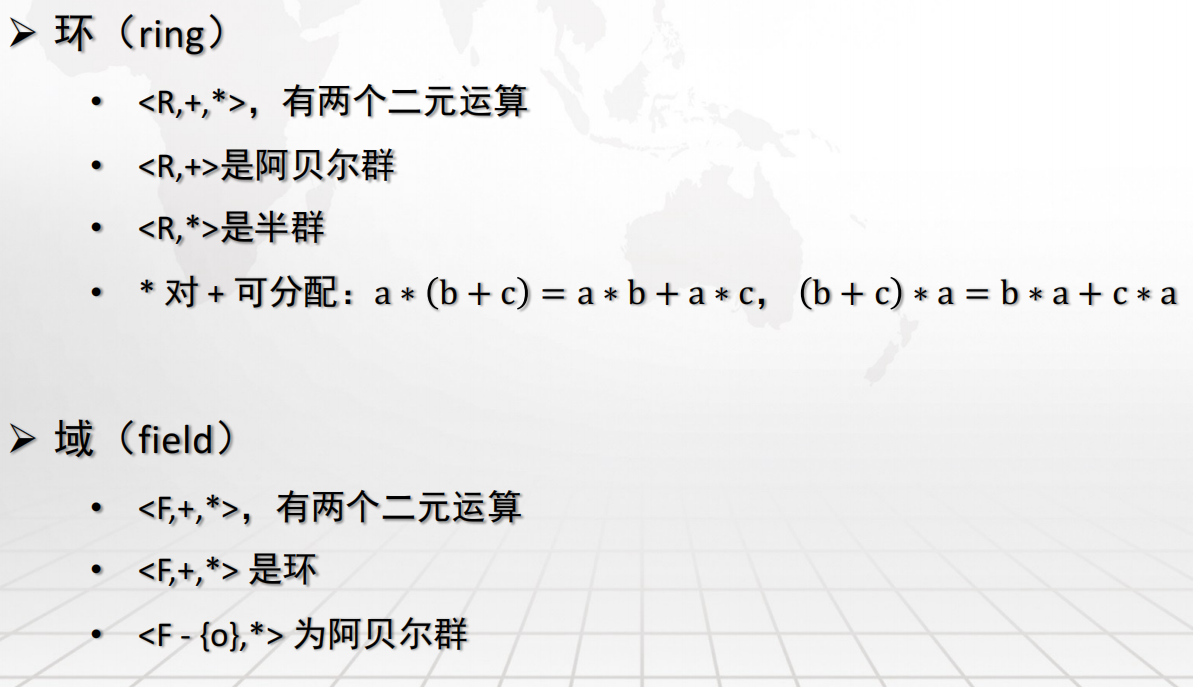 ➢ 环（ring）
• <R,+,*>，有两个二元运算
• <R,+>是阿贝尔群
• <R,*>是半群
• * 对 + 可分配：a ∗ (b + c) = a ∗ b + a ∗ c， (b + c) ∗ a = b ∗ a + c ∗ a
➢ 域（field）
• <F,+,*>，有两个二元运算
• <F,+,*> 是环
• <F - {o},*> 为阿贝尔群